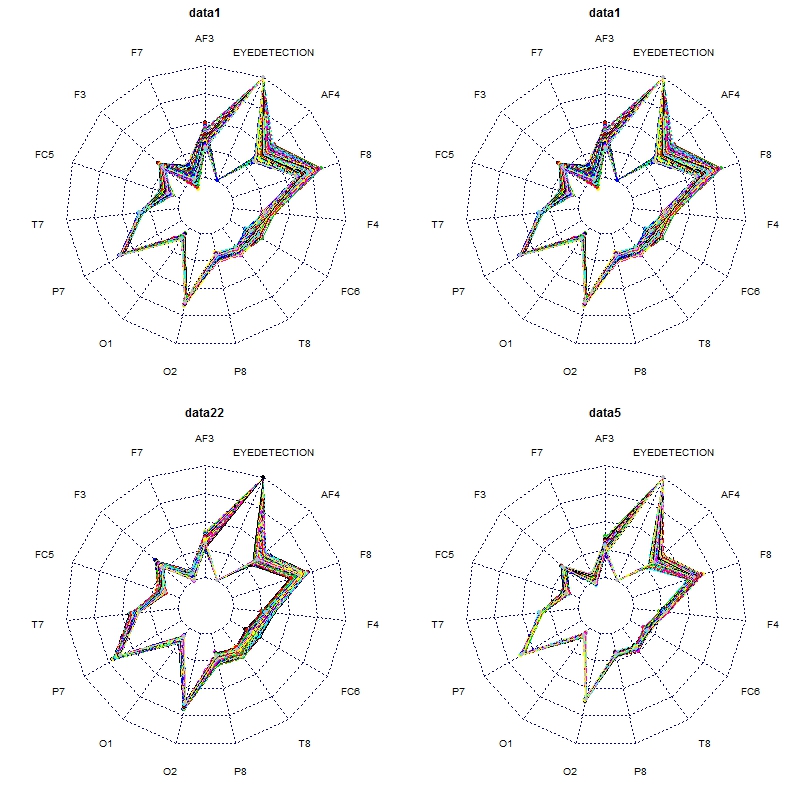 data1
AF3
EYEDETECTION
AF4
F8
F4
FC6
T8
P8
O2
O1
P7
T7
FC5
F3
F7
data1
AF3
EYEDETECTION
AF4
F8
F4
FC6
T8
P8
O2
O1
P7
T7
FC5
F3
F7
data22
AF3
EYEDETECTION
AF4
F8
F4
FC6
T8
P8
O2
O1
P7
T7
FC5
F3
F7
data5
AF3
EYEDETECTION
AF4
F8
F4
FC6
T8
P8
O2
O1
P7
T7
FC5
F3
F7